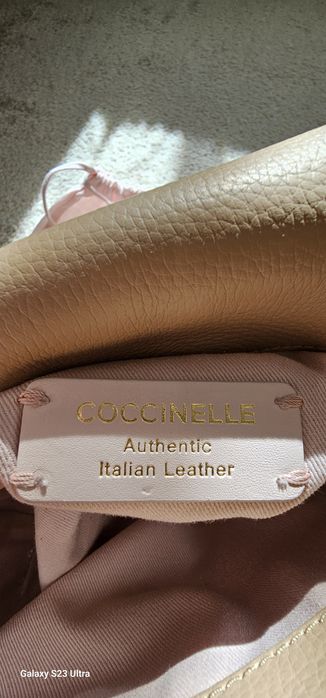 COCCINELLE
Authentic
Italian Leather
Galaxy S23 Ultra